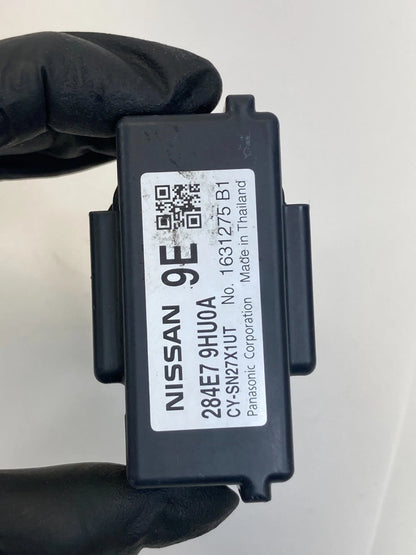 NISSAN 9E
284E7 9HU0A
CY-SN27X1UT No. 1631275 B1
Panasonic Corporation Made in Thailand